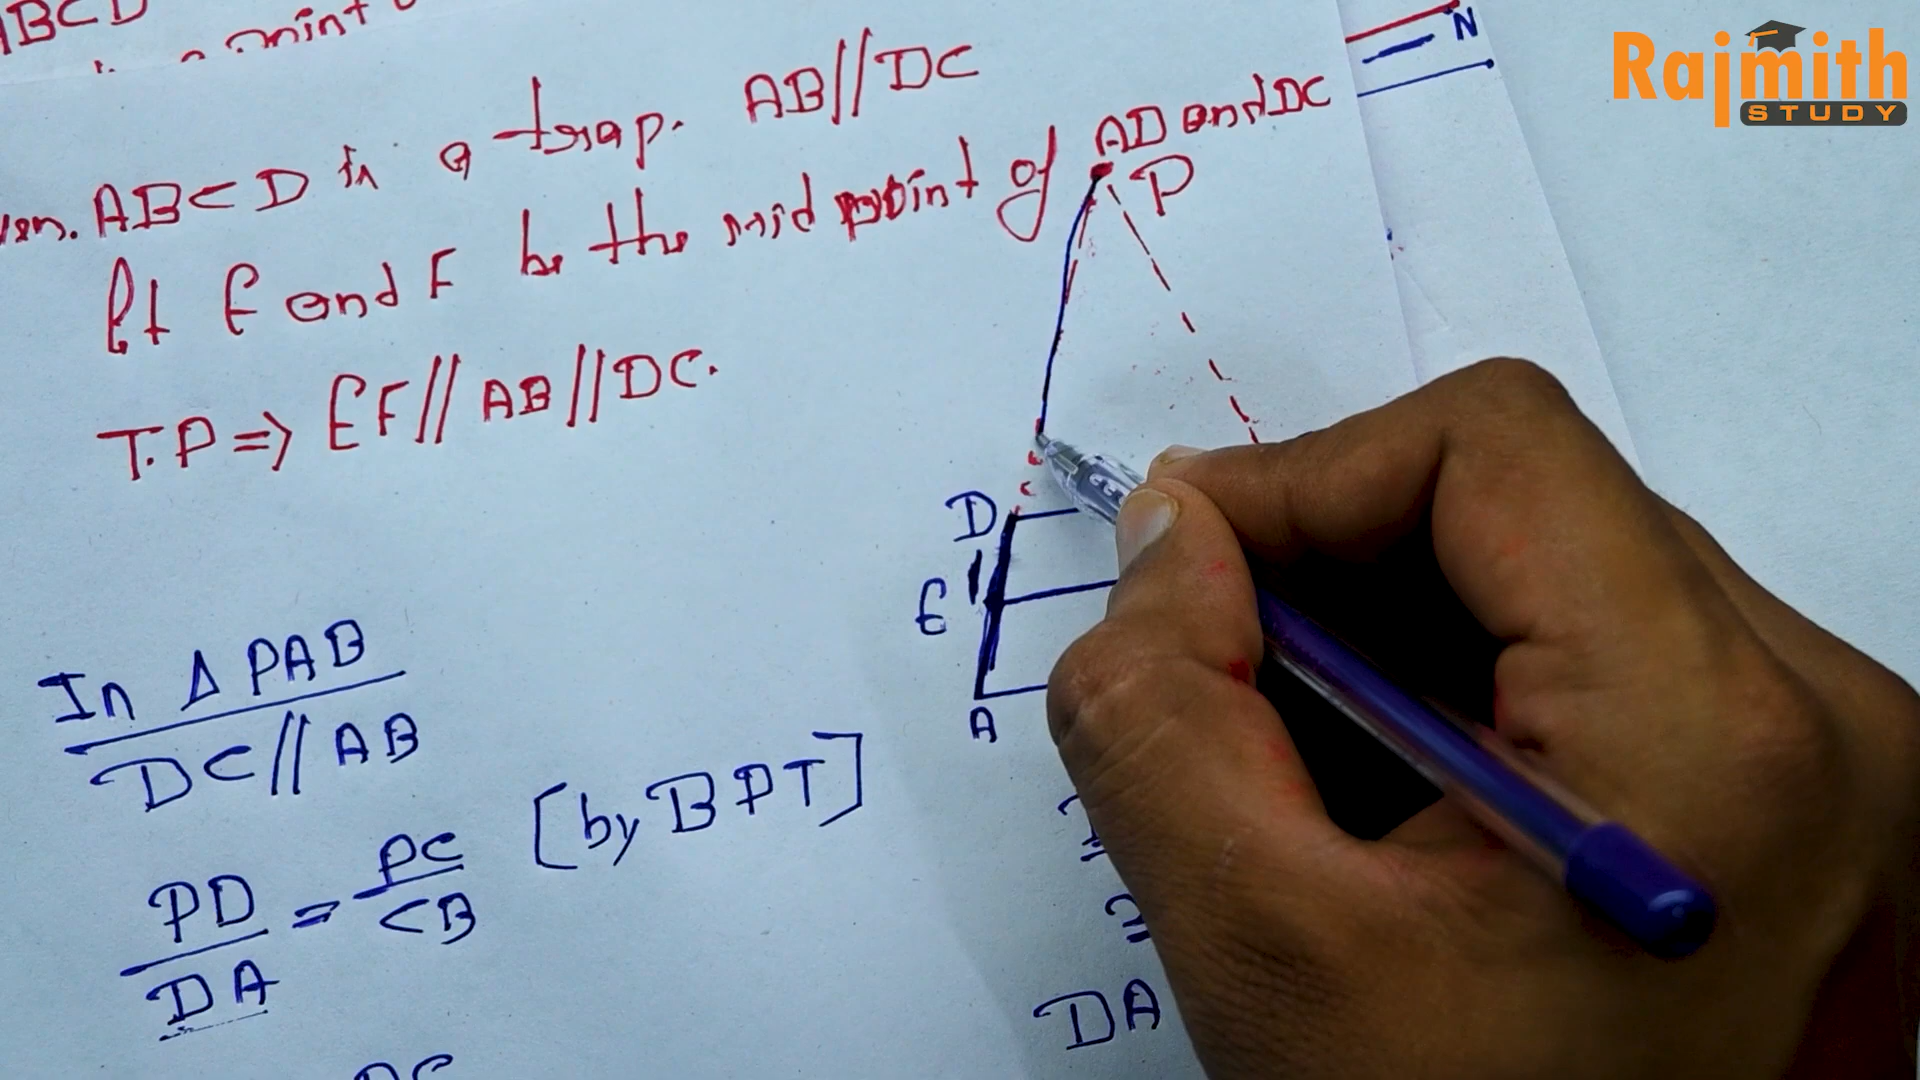 ABCD
N
Rajmith
STUDY
ABCD is a trap. AB//DC
let E and F be the mid point of AD and DC
P
T.P => EF//AB//DC.
D
E
A
In Δ PAB
DC//AB
PD/DA = PC/CB [by BPT]
DA